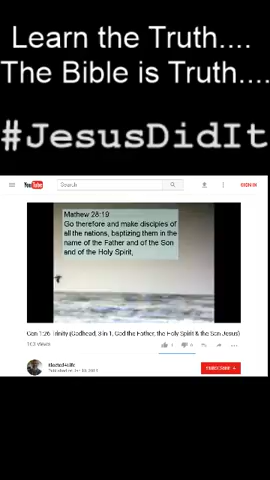 Learn the Truth....
The Bible is Truth....
#JesusDidIt
YouTube
Search
SIGN IN
Mathew 28:19
Go therefore and make disciples of
all the nations, baptizing them in the
name of the Father and of the Son
and of the Holy Spirit,
Gen 1:26 Trinity (Godhead, 3 in 1, God the Father, the Holy Spirit & the Son Jesus)
views
Published on